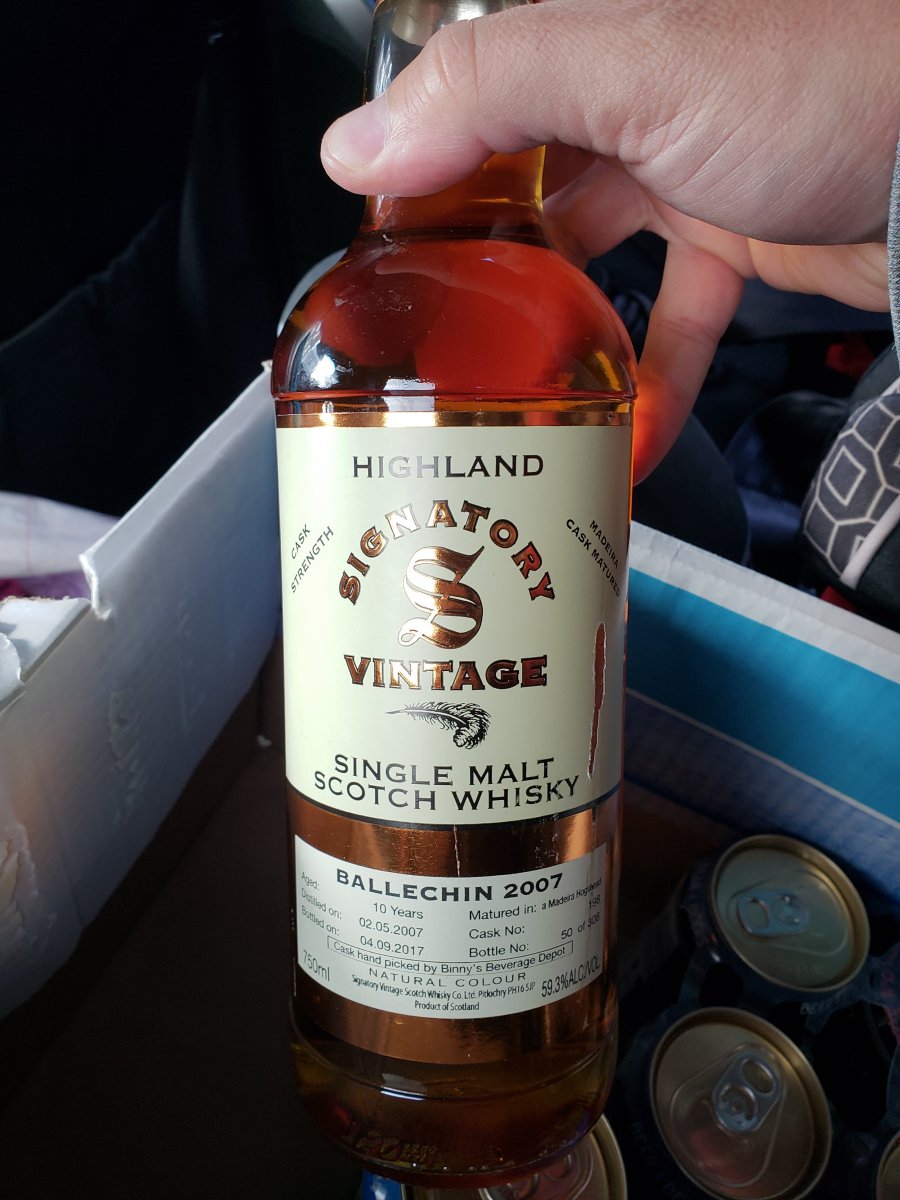 HIGHLAND
CASK
STRENGTH
SIGNATORY
MADEIRA
CASK MATURED
S
VINTAGE
SINGLE MALT
SCOTCH WHISKY
BALLECHIN 2007
Aged: 10 Years
Distilled on: 02.05.2007
Bottled on: 04.09.2017
Matured in: a Madeira Hogshead
Cask No: 198
Bottle No: 50 of 308
Cask hand picked by Binny's Beverage Depot
750ml
NATURAL COLOUR
59.3%ALC/VOL
Signatory Vintage Scotch Whisky Co. Ltd. Pitlochry PH16 5JP
Product of Scotland